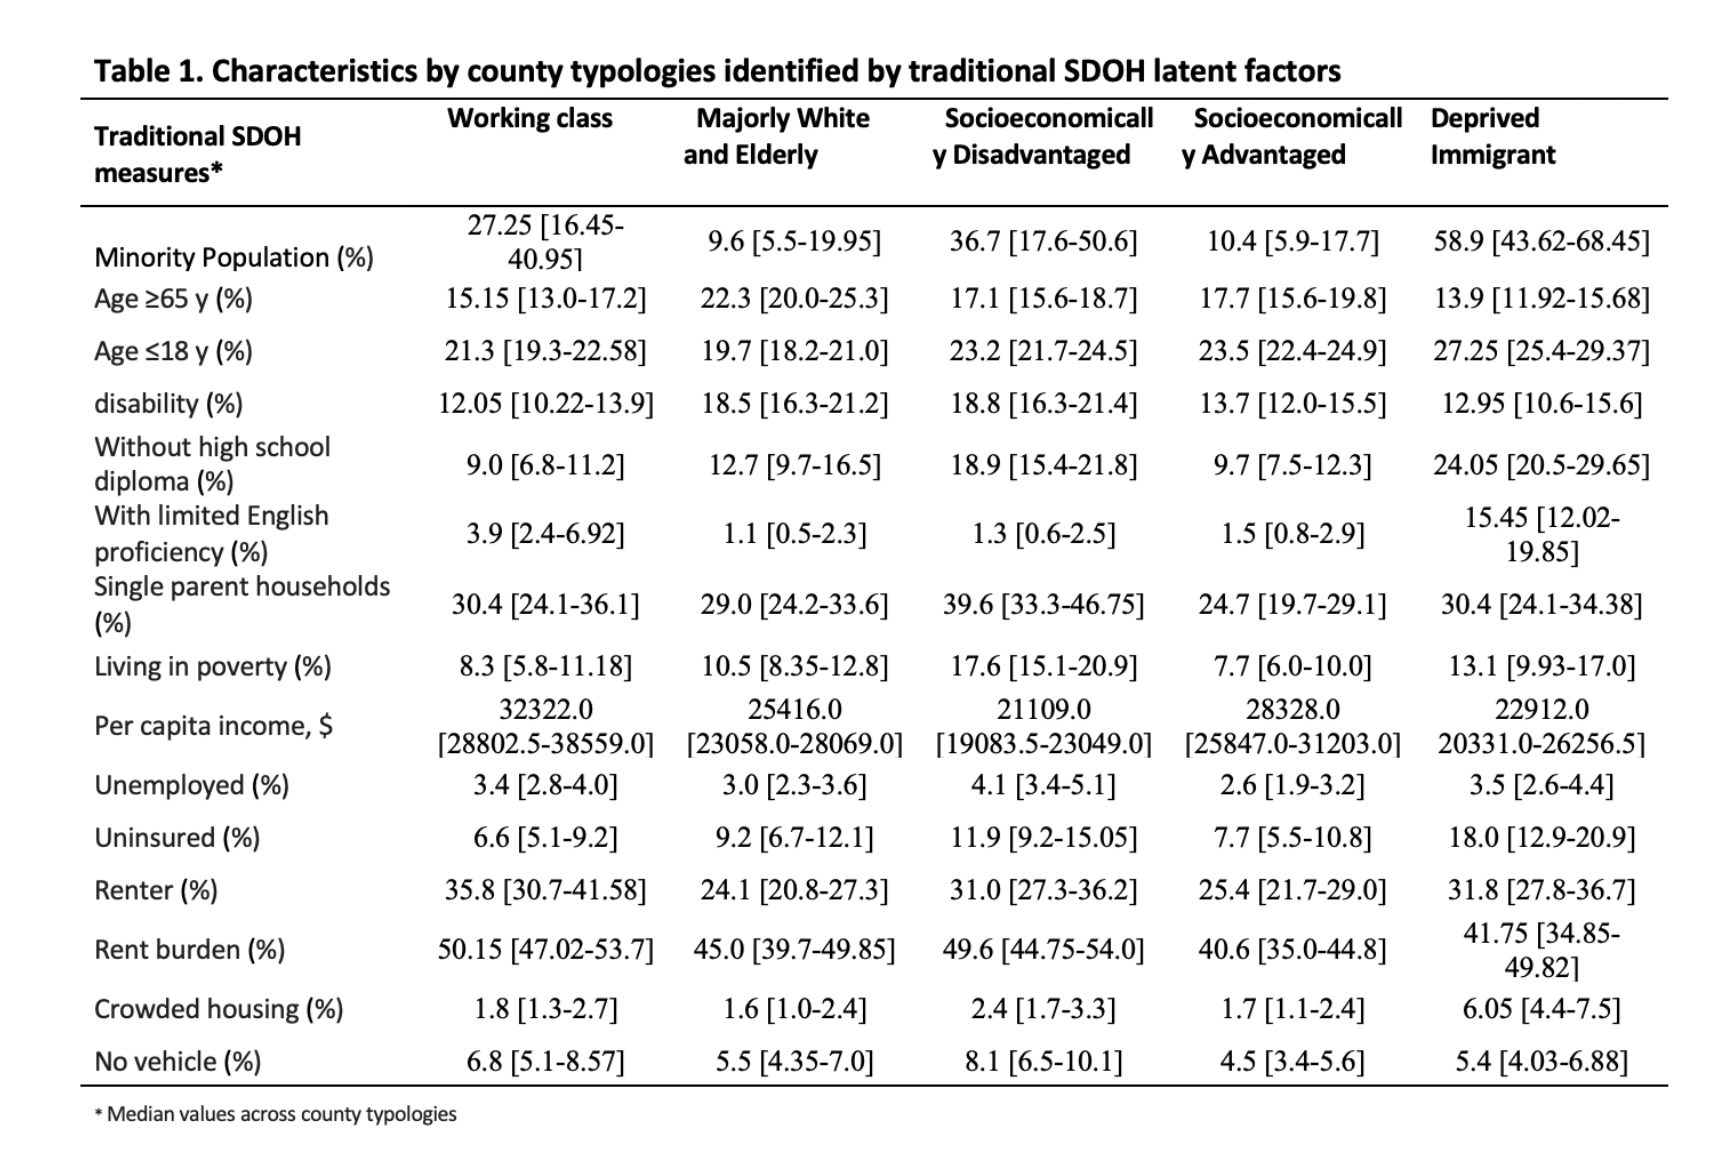 Table 1. Characteristics by county typologies identified by traditional SDOH latent factors
Traditional SDOH
measures*
Working class
Majorly White
and Elderly
Socioeconomicall
y Disadvantaged
Socioeconomicall
y Advantaged
Deprived
Immigrant
Minority Population (%)
27.25 [16.45-
40.95]
9.6 [5.5-19.95]
36.7 [17.6-50.6]
10.4 [5.9-17.7]
58.9 [43.62-68.45]
Age ≥65 y (%)
15.15 [13.0-17.2]
22.3 [20.0-25.3]
17.1 [15.6-18.7]
17.7 [15.6-19.8]
13.9 [11.92-15.68]
Age ≤18 y (%)
21.3 [19.3-22.58]
19.7 [18.2-21.0]
23.2 [21.7-24.5]
23.5 [22.4-24.9]
27.25 [25.4-29.37]
disability (%)
12.05 [10.22-13.9]
18.5 [16.3-21.2]
18.8 [16.3-21.4]
13.7 [12.0-15.5]
12.95 [10.6-15.6]
Without high school
diploma (%)
9.0 [6.8-11.2]
12.7 [9.7-16.5]
18.9 [15.4-21.8]
9.7 [7.5-12.3]
24.05 [20.5-29.65]
With limited English
proficiency (%)
3.9 [2.4-6.92]
1.1 [0.5-2.3]
1.3 [0.6-2.5]
1.5 [0.8-2.9]
15.45 [12.02-
19.85]
Single parent households
(%)
30.4 [24.1-36.1]
29.0 [24.2-33.6]
39.6 [33.3-46.75]
24.7 [19.7-29.1]
30.4 [24.1-34.38]
Living in poverty (%)
8.3 [5.8-11.18]
10.5 [8.35-12.8]
17.6 [15.1-20.9]
7.7 [6.0-10.0]
13.1 [9.93-17.0]
Per capita income, $
32322.0
[28802.5-38559.0]
25416.0
[23058.0-28069.0]
21109.0
[19083.5-23049.0]
28328.0
[25847.0-31203.0]
22912.0
20331.0-26256.5]
Unemployed (%)
3.4 [2.8-4.0]
3.0 [2.3-3.6]
4.1 [3.4-5.1]
2.6 [1.9-3.2]
3.5 [2.6-4.4]
Uninsured (%)
6.6 [5.1-9.2]
9.2 [6.7-12.1]
11.9 [9.2-15.05]
7.7 [5.5-10.8]
18.0 [12.9-20.9]
Renter (%)
35.8 [30.7-41.58]
24.1 [20.8-27.3]
31.0 [27.3-36.2]
25.4 [21.7-29.0]
31.8 [27.8-36.7]
Rent burden (%)
50.15 [47.02-53.7]
45.0 [39.7-49.85]
49.6 [44.75-54.0]
40.6 [35.0-44.8]
41.75 [34.85-
49.82]
Crowded housing (%)
1.8 [1.3-2.7]
1.6 [1.0-2.4]
2.4 [1.7-3.3]
1.7 [1.1-2.4]
6.05 [4.4-7.5]
No vehicle (%)
6.8 [5.1-8.57]
5.5 [4.35-7.0]
8.1 [6.5-10.1]
4.5 [3.4-5.6]
5.4 [4.03-6.88]
* Median values across county typologies